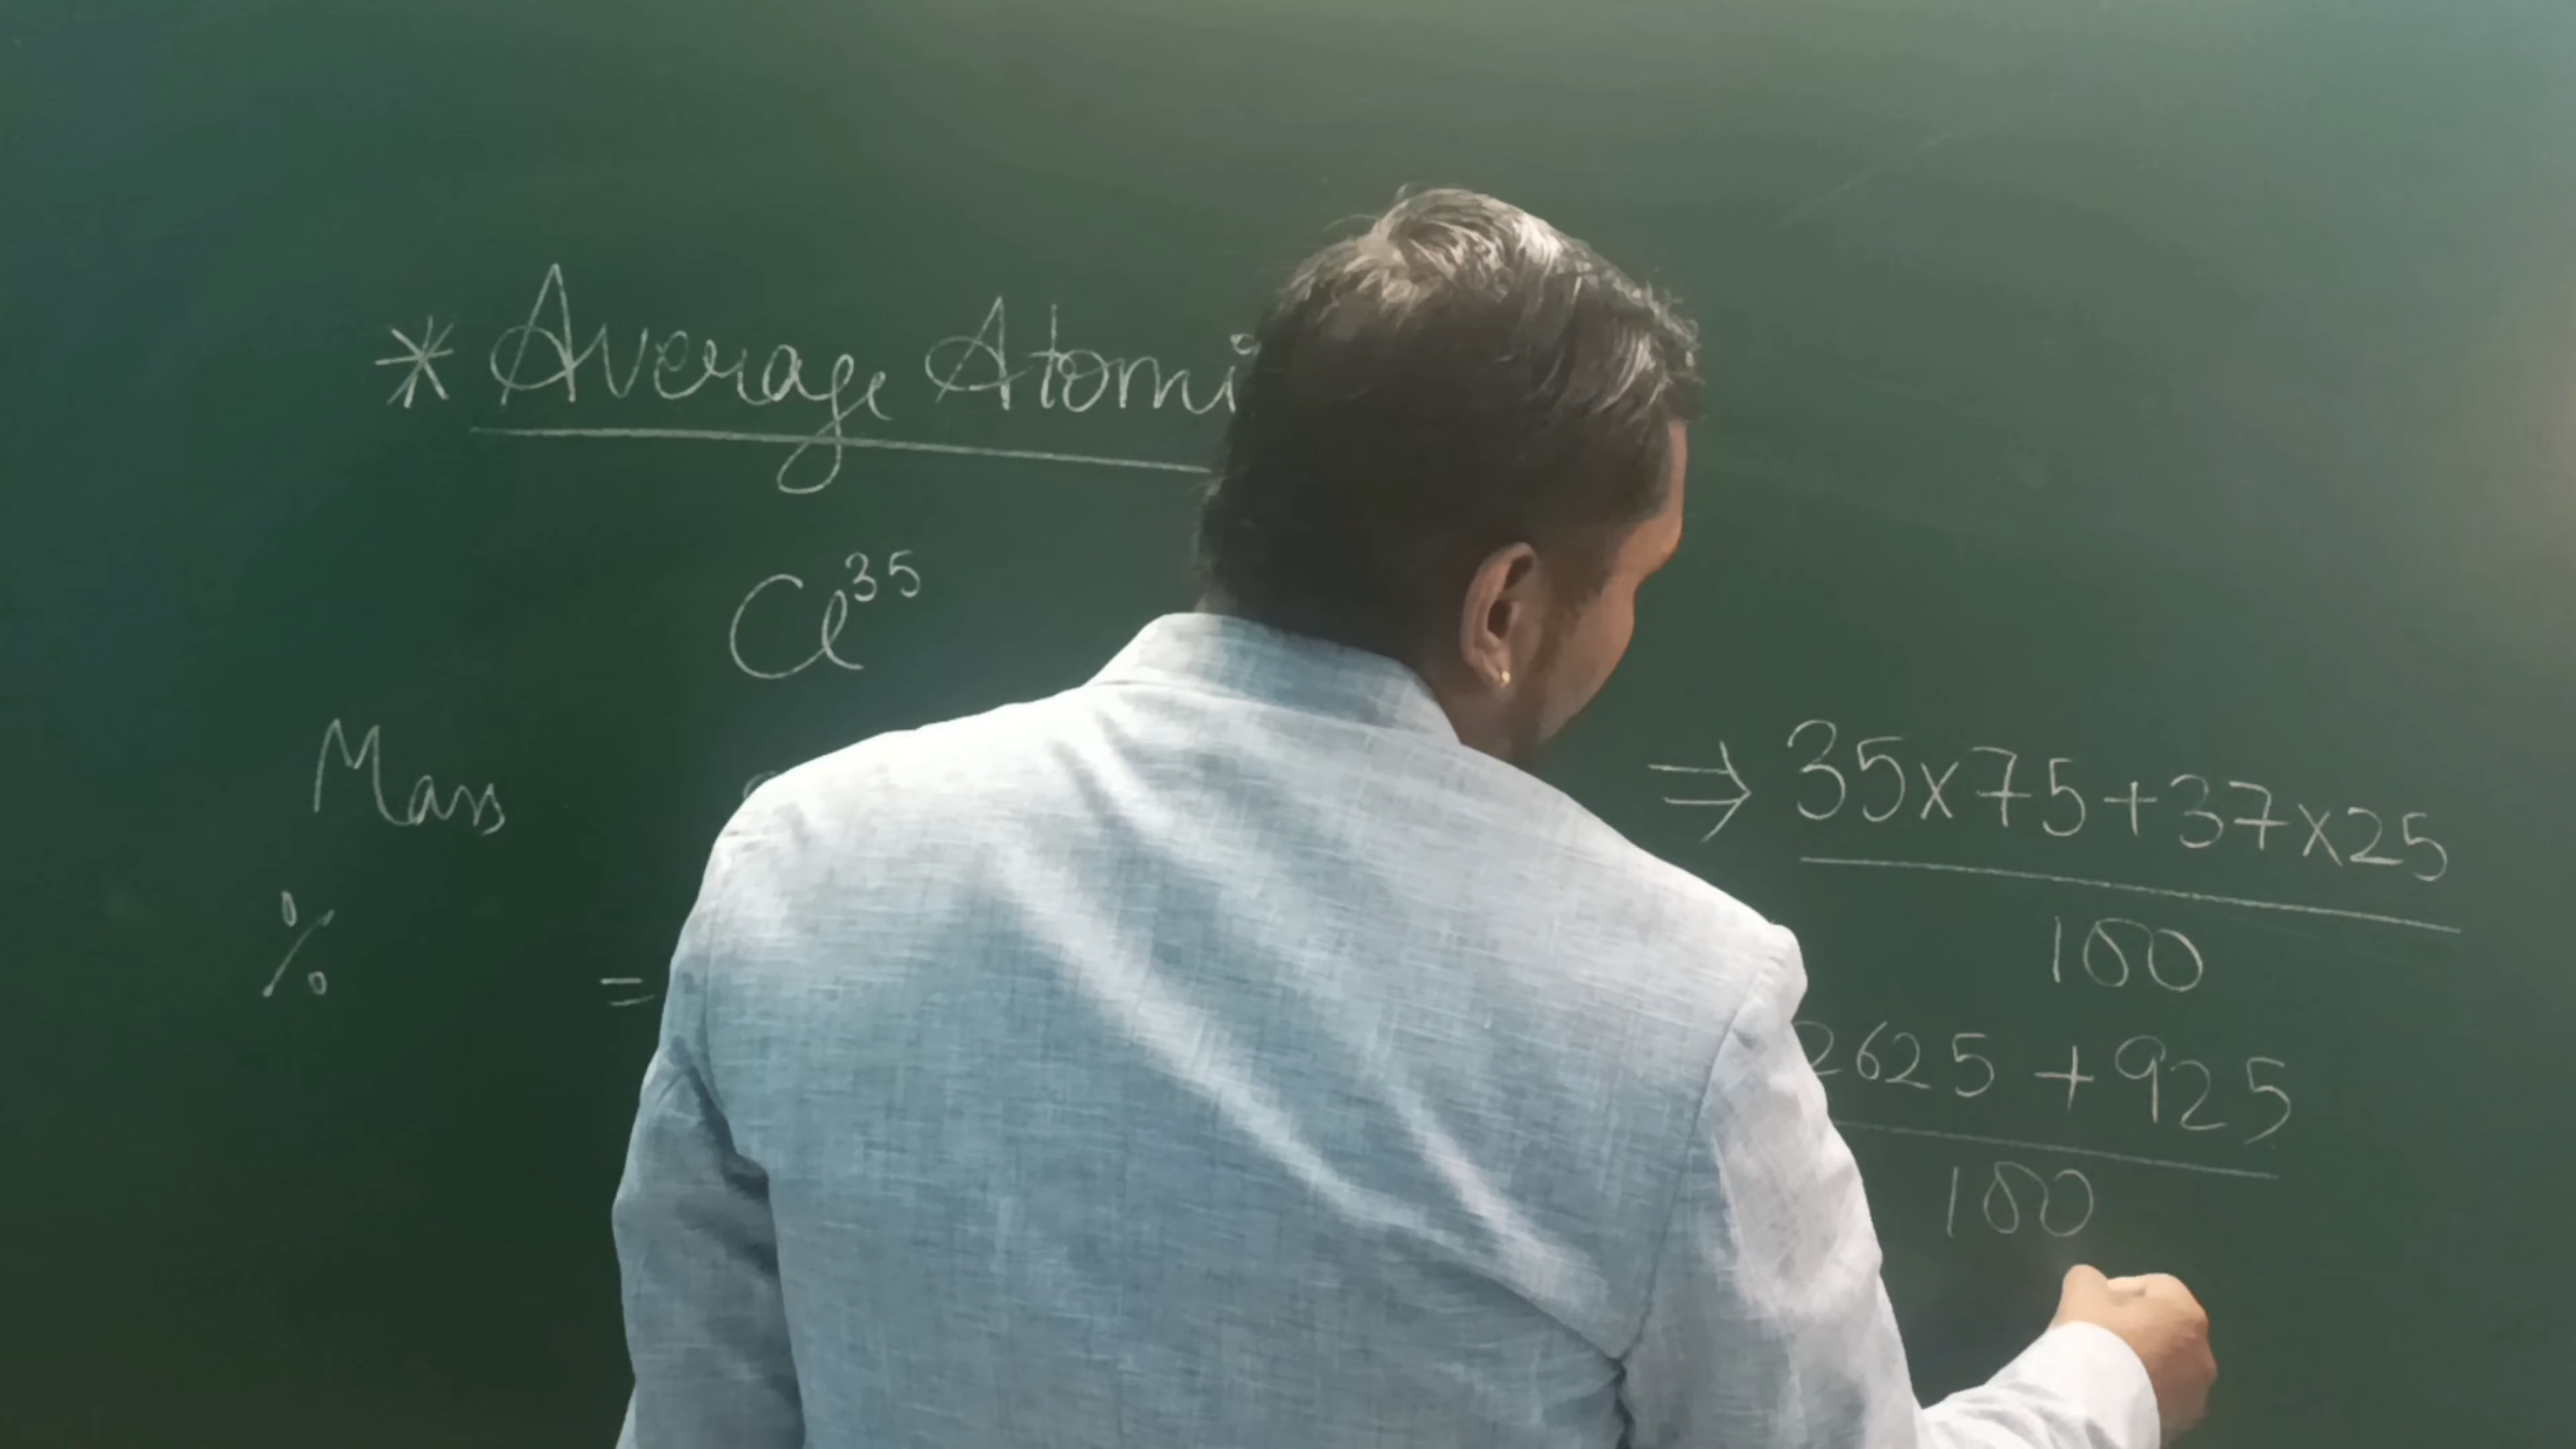 * Average Atomi
Cl³⁵
Mass
⇒ 35×75+37×25
100
% =
2625 + 925
100